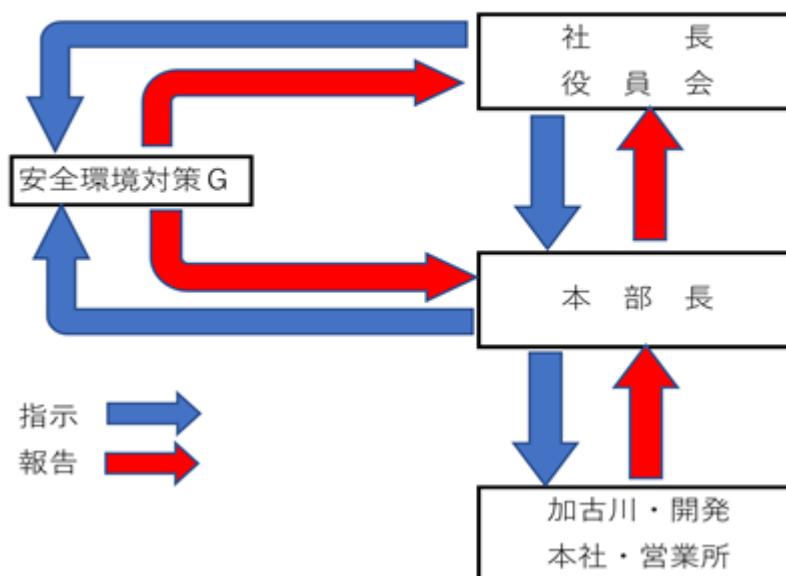 社　　　長
役　員　会
安全環境対策G
本　部　長
指示
報告
加古川・開発
本社・営業所